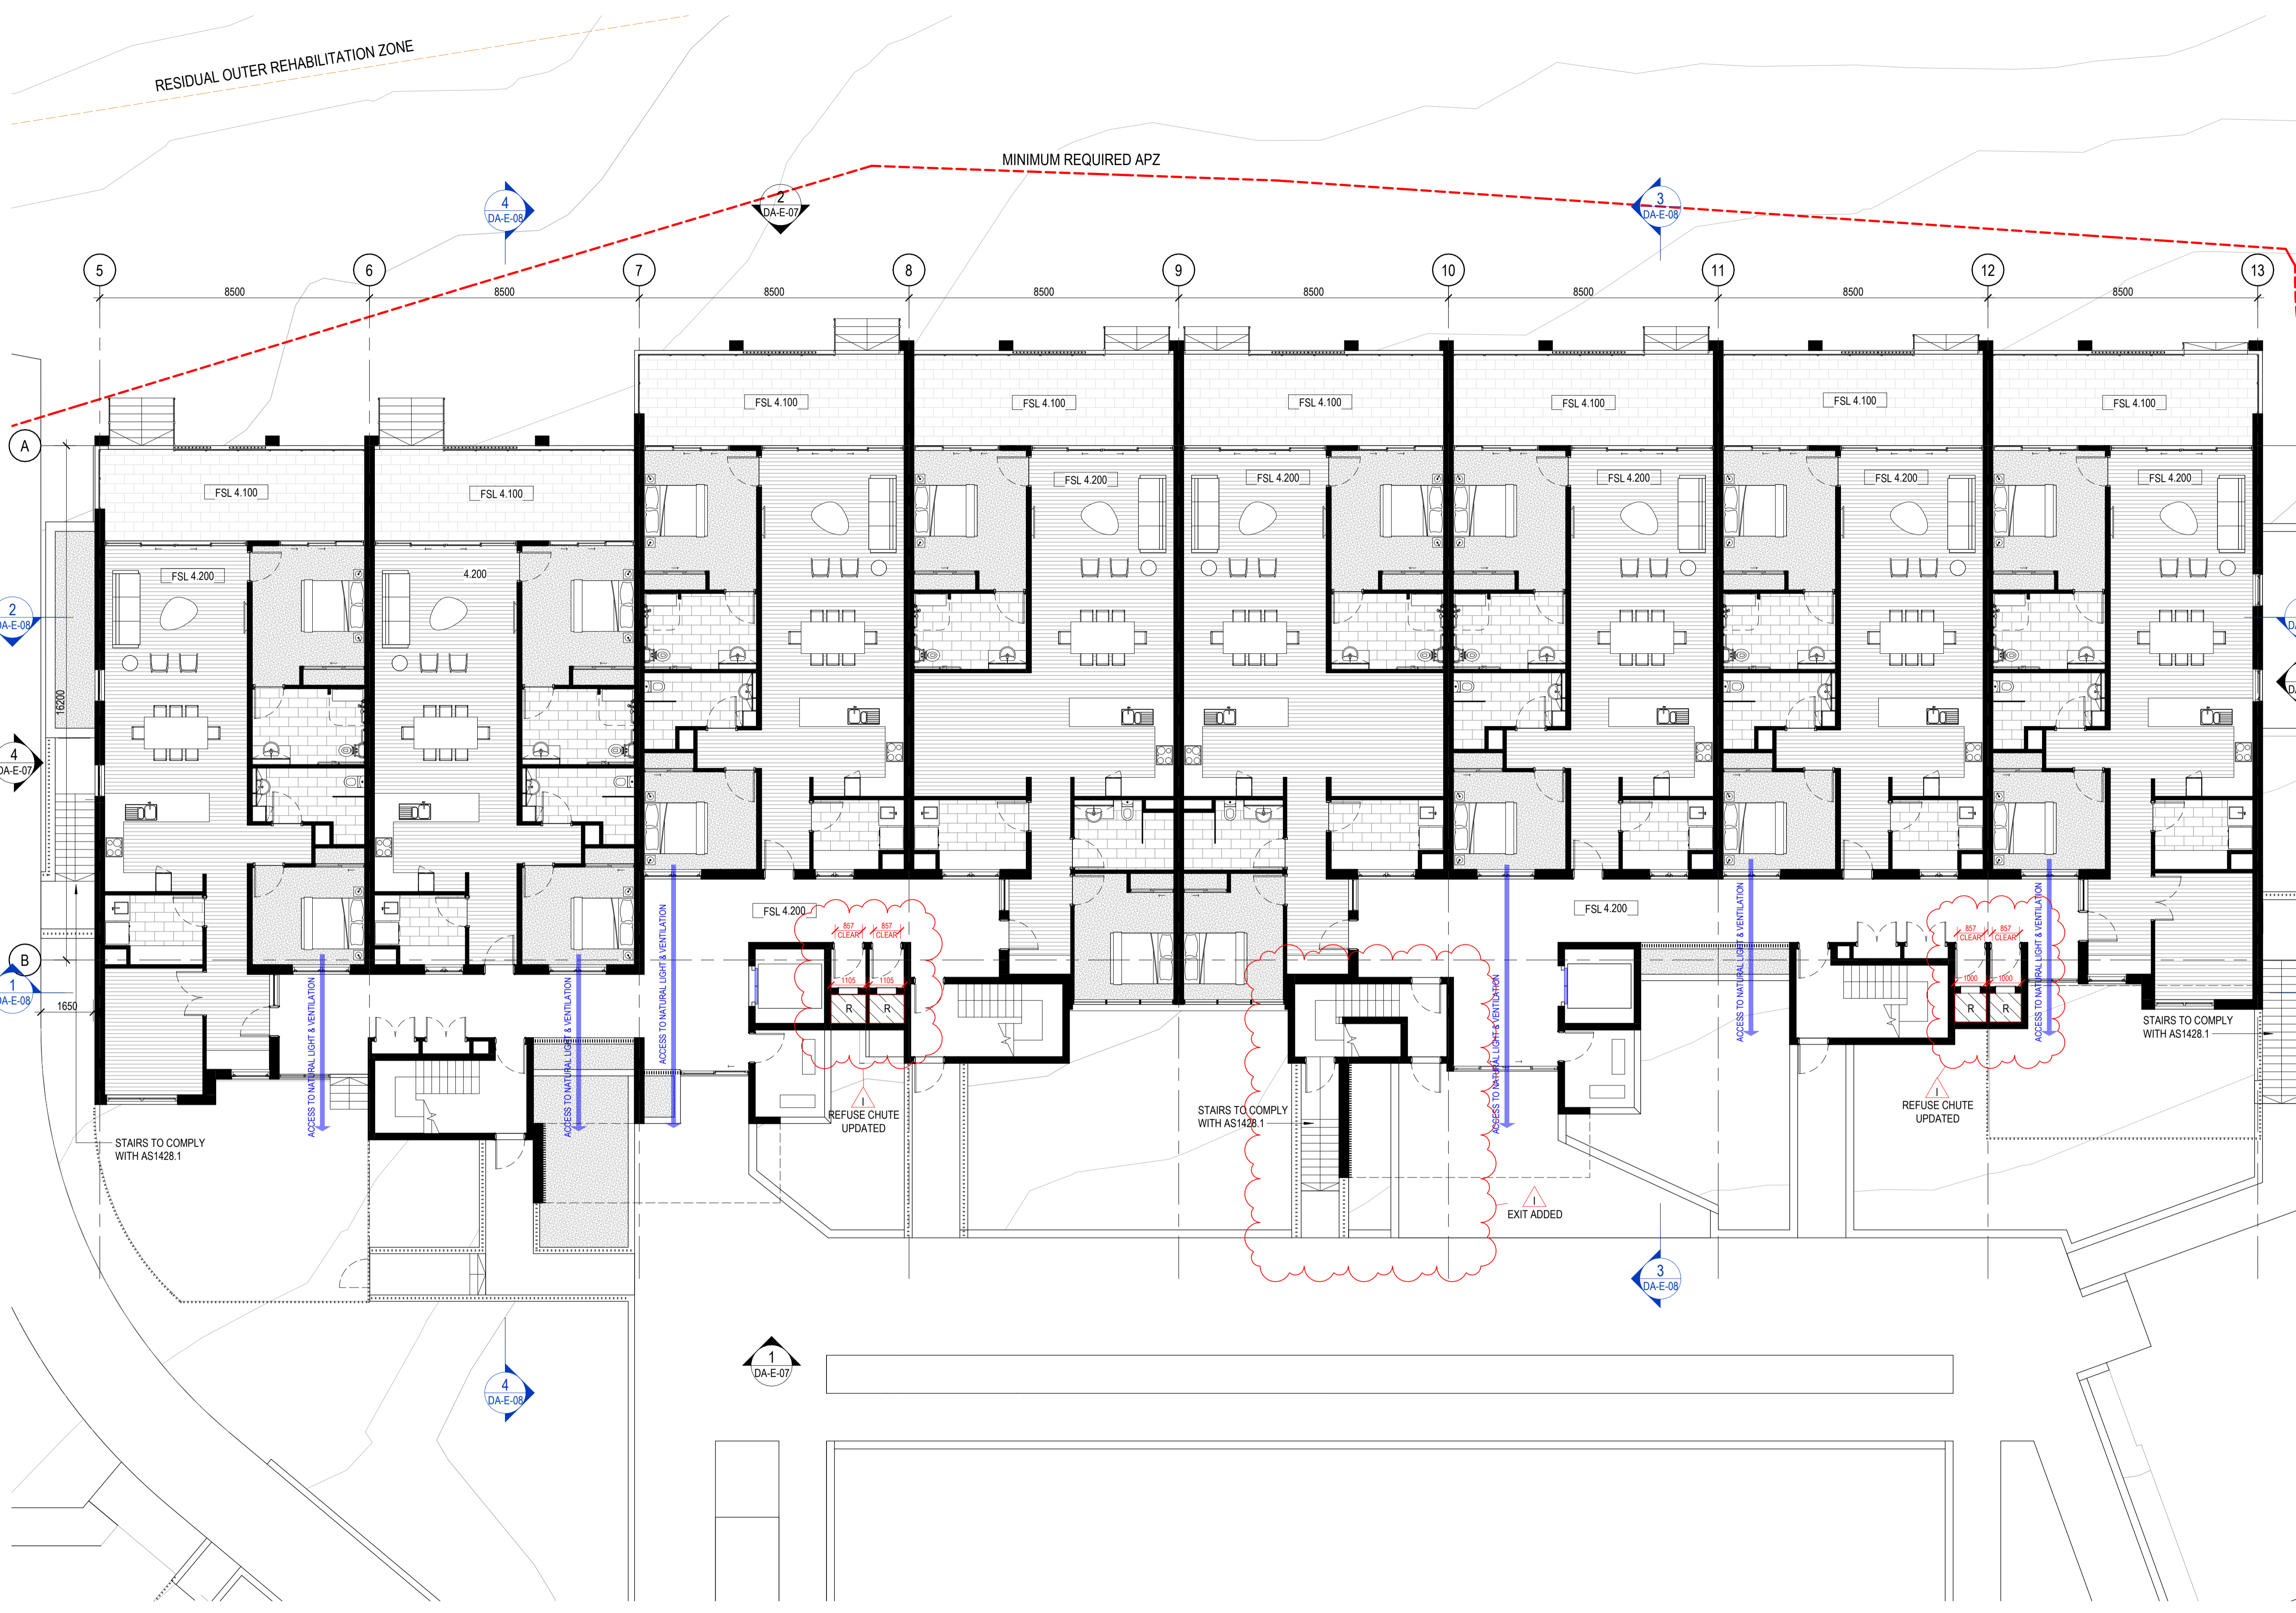 RESIDUAL OUTER REHABILITATION ZONE
MINIMUM REQUIRED APZ
4
DA-E-08
2
DA-E-07
3
DA-E-08
5
6
7
8
9
10
11
12
13
8500
8500
8500
8500
8500
8500
8500
8500
A
FSL 4.100
FSL 4.100
FSL 4.100
FSL 4.100
FSL 4.100
FSL 4.100
FSL 4.100
FSL 4.100
FSL 4.200
4.200
FSL 4.200
FSL 4.200
FSL 4.200
FSL 4.200
FSL 4.200
FSL 4.200
2
DA-E-08
16200
4
DA-E-07
FSL 4.200
FSL 4.200
857
CLEAR
857
CLEAR
1105
1105
R
R
857
CLEAR
857
CLEAR
1000
1000
R
R
B
1
DA-E-08
1650
ACCESS TO NATURAL LIGHT & VENTILATION
ACCESS TO NATURAL LIGHT & VENTILATION
ACCESS TO NATURAL LIGHT & VENTILATION
ACCESS TO NATURAL LIGHT & VENTILATION
ACCESS TO NATURAL LIGHT & VENTILATION
ACCESS TO NATURAL LIGHT & VENTILATION
STAIRS TO COMPLY
WITH AS1428.1
I
REFUSE CHUTE
UPDATED
STAIRS TO COMPLY
WITH AS1428.1
I
EXIT ADDED
I
REFUSE CHUTE
UPDATED
STAIRS TO COMPLY
WITH AS1428.1
3
DA-E-08
1
DA-E-07
4
DA-E-08